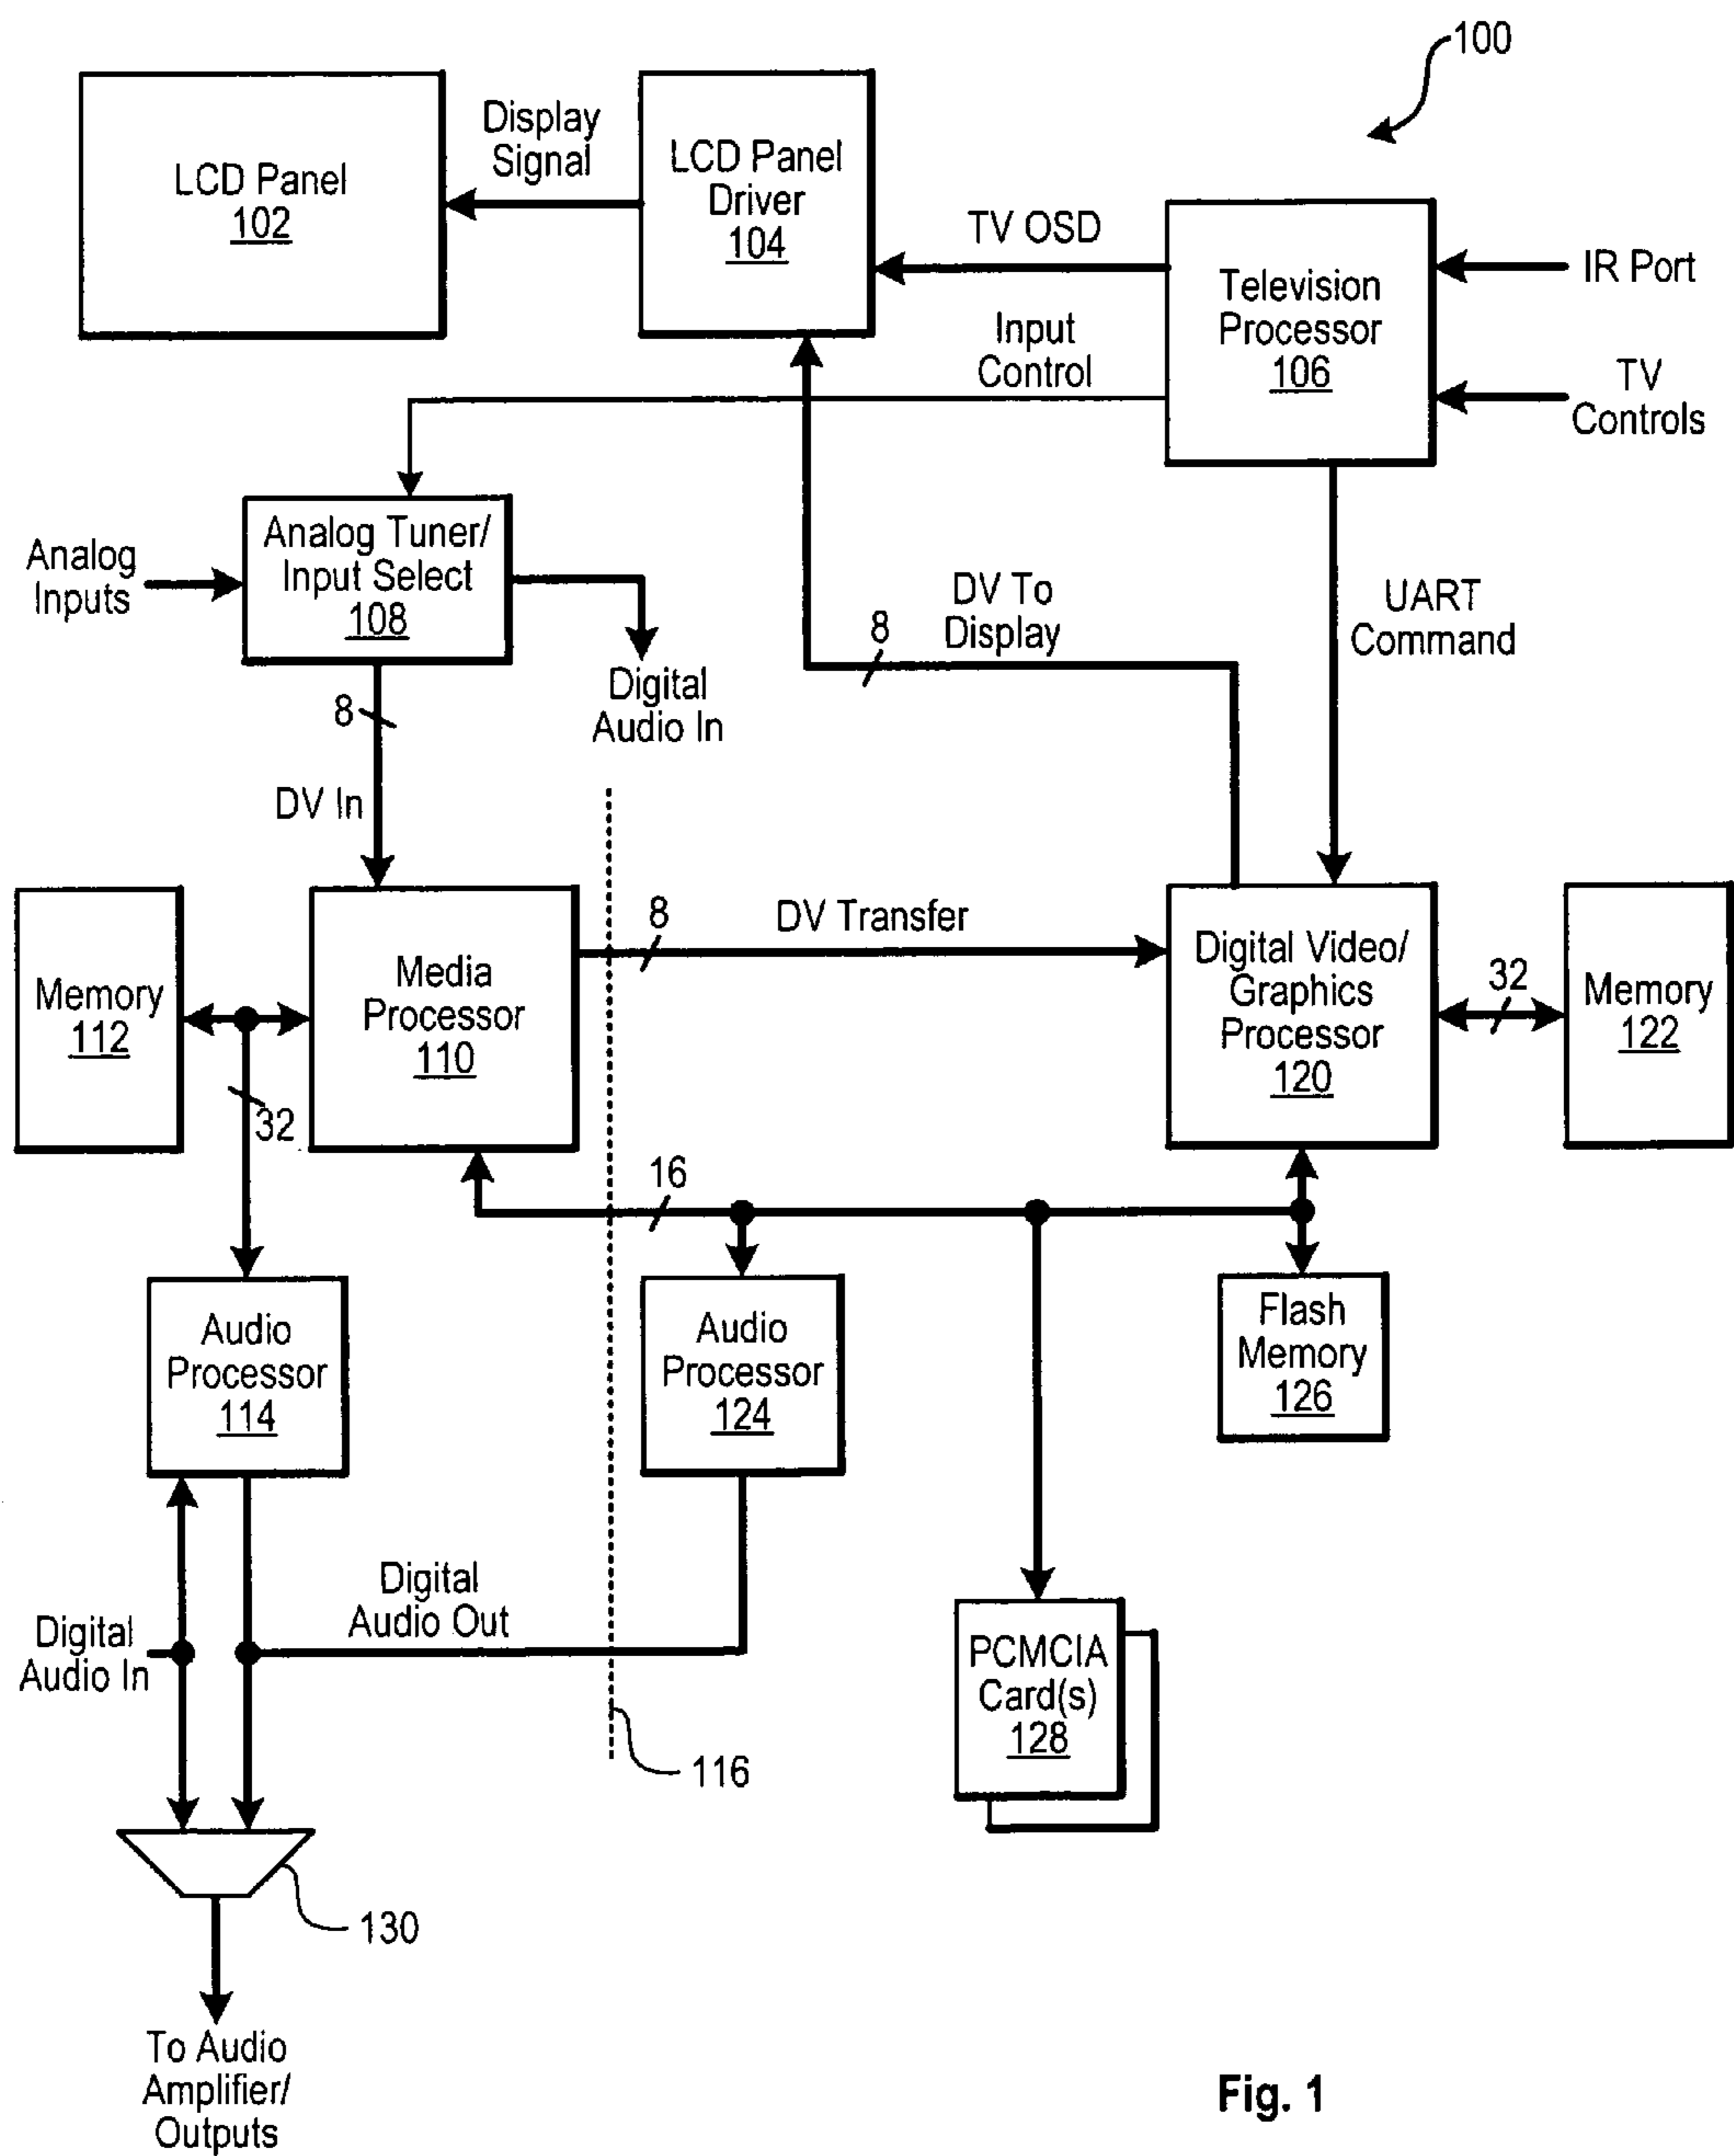 100
LCD Panel
102
Display
Signal
LCD Panel
Driver
104
TV OSD
Television
Processor
106
IR Port
TV
Controls
Input
Control
Analog
Inputs
Analog Tuner/
Input Select
108
Digital
Audio In
8
DV In
8
DV To
Display
UART
Command
Memory
112
32
Media
Processor
110
8
DV Transfer
Digital Video/
Graphics
Processor
120
32
Memory
122
16
Audio
Processor
114
Audio
Processor
124
Flash
Memory
126
Digital
Audio In
Digital
Audio Out
116
PCMCIA
Card(s)
128
130
To Audio
Amplifier/
Outputs
Fig. 1